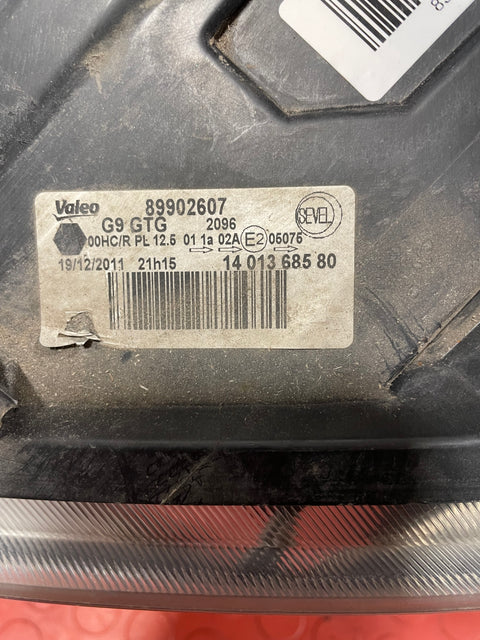 Valeo 89902607
G9 GTG 2096 SEVEL
00HC/R PL 12.5 01 1a 02A E2 05075
19/12/2011 21h15 14 013 685 80